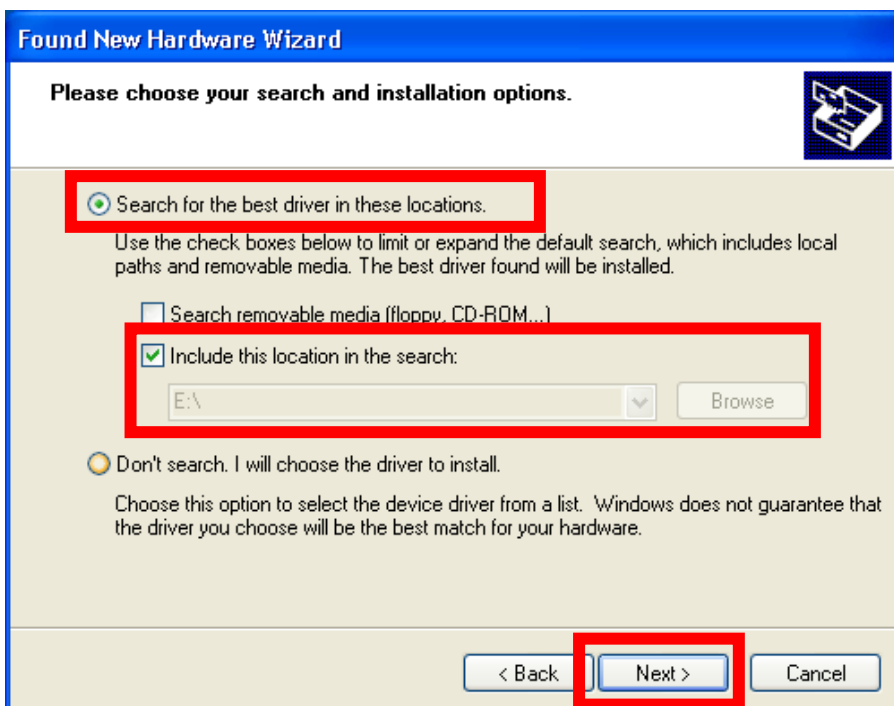 Found New Hardware Wizard
Please choose your search and installation options.
Search for the best driver in these locations.
Use the check boxes below to limit or expand the default search, which includes local
paths and removable media. The best driver found will be installed.
Search removable media (floppy, CD-ROM...)
Include this location in the search:
E:\
Browse
Don't search. I will choose the driver to install.
Choose this option to select the device driver from a list. Windows does not guarantee that
the driver you choose will be the best match for your hardware.
< Back
Next >
Cancel